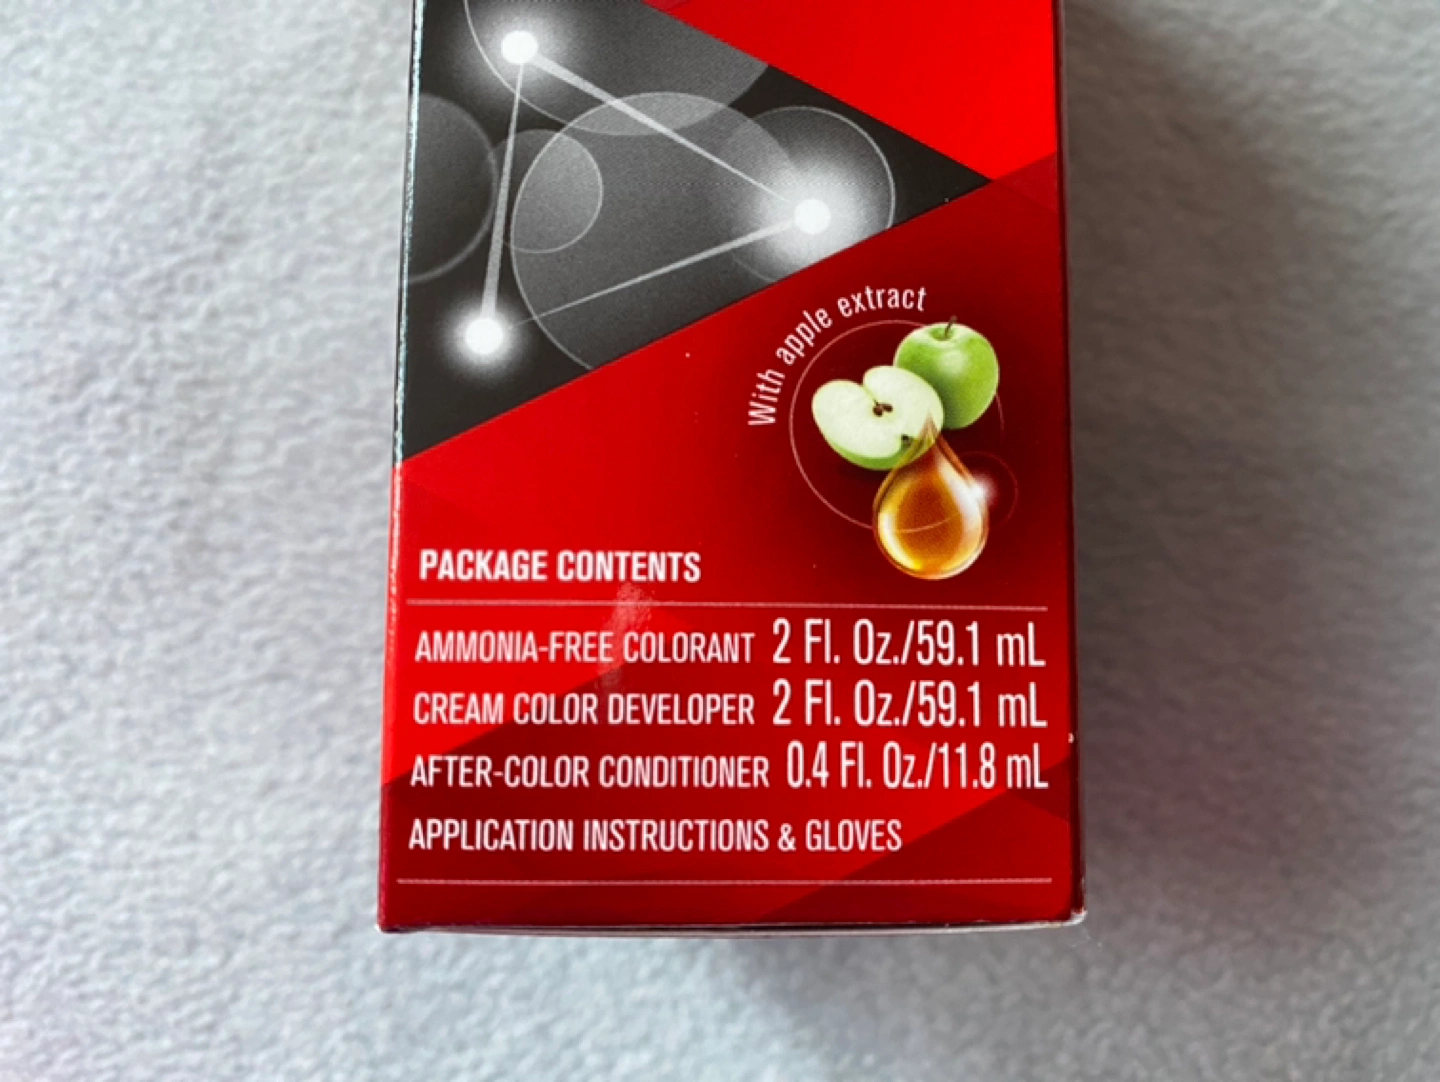 With apple extract
PACKAGE CONTENTS
AMMONIA-FREE COLORANT 2 Fl. Oz./59.1 mL
CREAM COLOR DEVELOPER 2 Fl. Oz./59.1 mL
AFTER-COLOR CONDITIONER 0.4 Fl. Oz./11.8 mL
APPLICATION INSTRUCTIONS & GLOVES